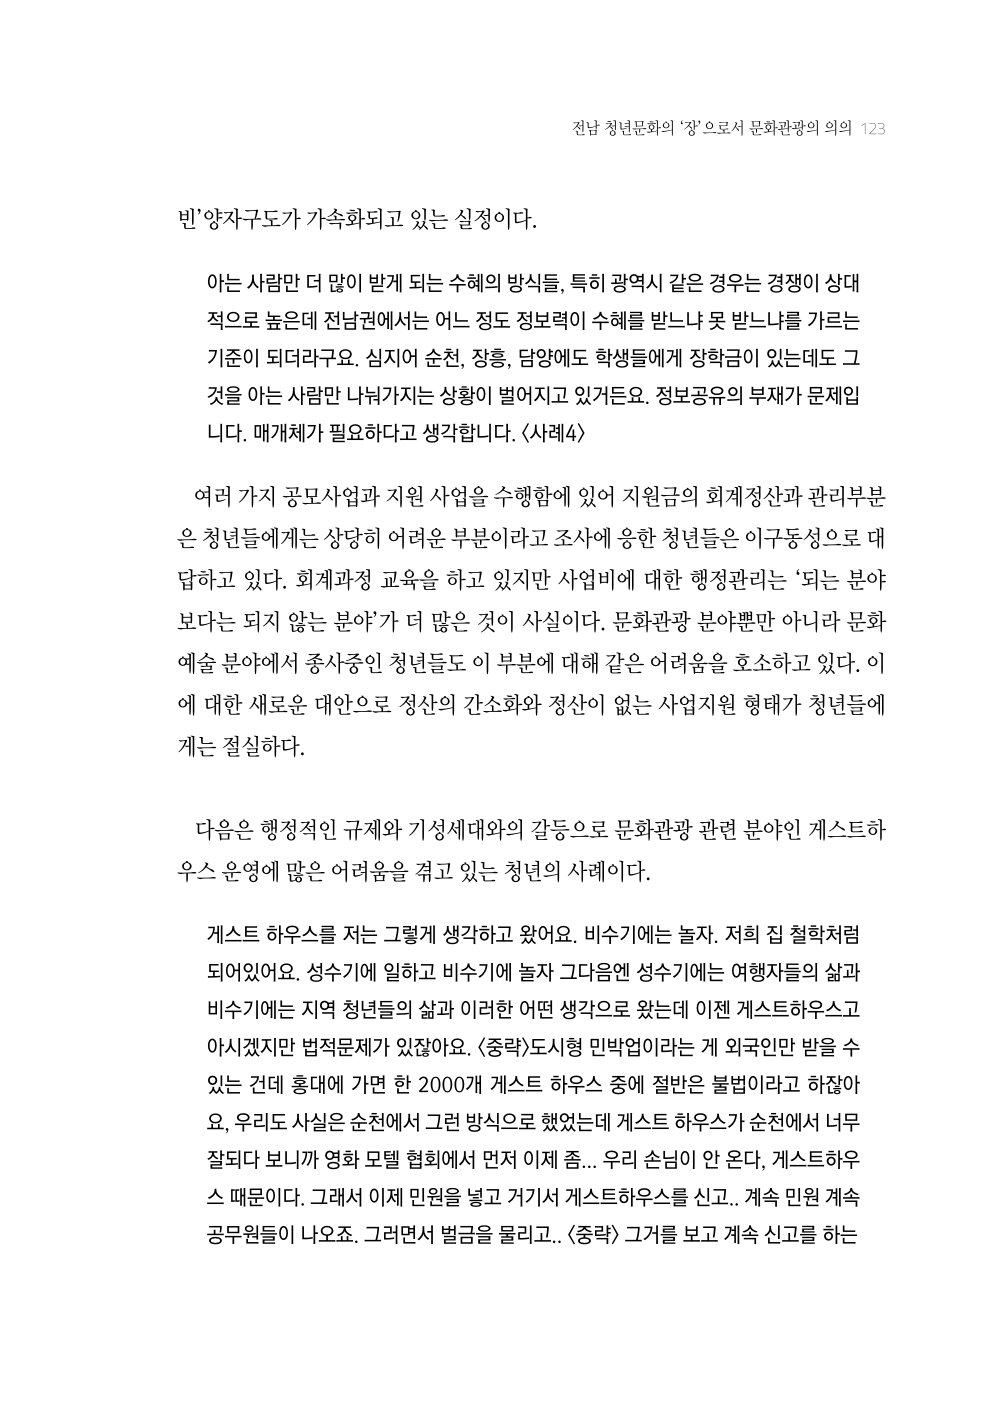 전남 청년문화의 ‘장’으로서 문화관광의 의의 123
빈’양자구도가 가속화되고 있는 실정이다.
아는 사람만 더 많이 받게 되는 수혜의 방식들, 특히 광역시 같은 경우는 경쟁이 상대
적으로 높은데 전남권에서는 어느 정도 정보력이 수혜를 받느냐 못 받느냐를 가르는
기준이 되더라구요. 심지어 순천, 장흥, 담양에도 학생들에게 장학금이 있는데도 그
것을 아는 사람만 나눠가지는 상황이 벌어지고 있거든요. 정보공유의 부재가 문제입
니다. 매개체가 필요하다고 생각합니다. 〈사례4〉
여러 가지 공모사업과 지원 사업을 수행함에 있어 지원금의 회계정산과 관리부분
은 청년들에게는 상당히 어려운 부분이라고 조사에 응한 청년들은 이구동성으로 대
답하고 있다. 회계과정 교육을 하고 있지만 사업비에 대한 행정관리는 ‘되는 분야
보다는 되지 않는 분야’가 더 많은 것이 사실이다. 문화관광 분야뿐만 아니라 문화
예술 분야에서 종사중인 청년들도 이 부분에 대해 같은 어려움을 호소하고 있다. 이
에 대한 새로운 대안으로 정산의 간소화와 정산이 없는 사업지원 형태가 청년들에
게는 절실하다.
다음은 행정적인 규제와 기성세대와의 갈등으로 문화관광 관련 분야인 게스트하
우스 운영에 많은 어려움을 겪고 있는 청년의 사례이다.
게스트 하우스를 저는 그렇게 생각하고 왔어요. 비수기에는 놀자. 저희 집 철학처럼
되어있어요. 성수기에 일하고 비수기에 놀자 그다음엔 성수기에는 여행자들의 삶과
비수기에는 지역 청년들의 삶과 이러한 어떤 생각으로 왔는데 이젠 게스트하우스고
아시겠지만 법적문제가 있잖아요. 〈중략〉도시형 민박업이라는 게 외국인만 받을 수
있는 건데 홍대에 가면 한 2000개 게스트 하우스 중에 절반은 불법이라고 하잖아
요, 우리도 사실은 순천에서 그런 방식으로 했었는데 게스트 하우스가 순천에서 너무
잘되다 보니까 영화 모텔 협회에서 먼저 이제 좀... 우리 손님이 안 온다, 게스트하우
스 때문이다. 그래서 이제 민원을 넣고 거기서 게스트하우스를 신고.. 계속 민원 계속
공무원들이 나오죠. 그러면서 벌금을 물리고.. 〈중략〉 그거를 보고 계속 신고를 하는